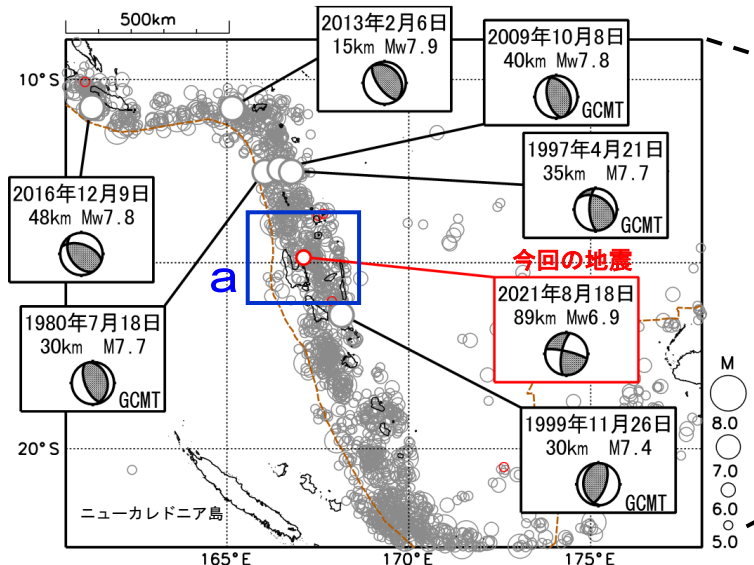 500km
2013年2月6日
15km Mw7.9
2009年10月8日
40km Mw7.8
GCMT
10°S
1997年4月21日
35km M7.7
GCMT
2016年12月9日
48km Mw7.8
a
今回の地震
2021年8月18日
89km Mw6.9
1980年7月18日
30km M7.7
GCMT
1999年11月26日
30km M7.4
GCMT
M
8.0
7.0
6.0
5.0
20°S
ニューカレドニア島
165°E
170°E
175°E